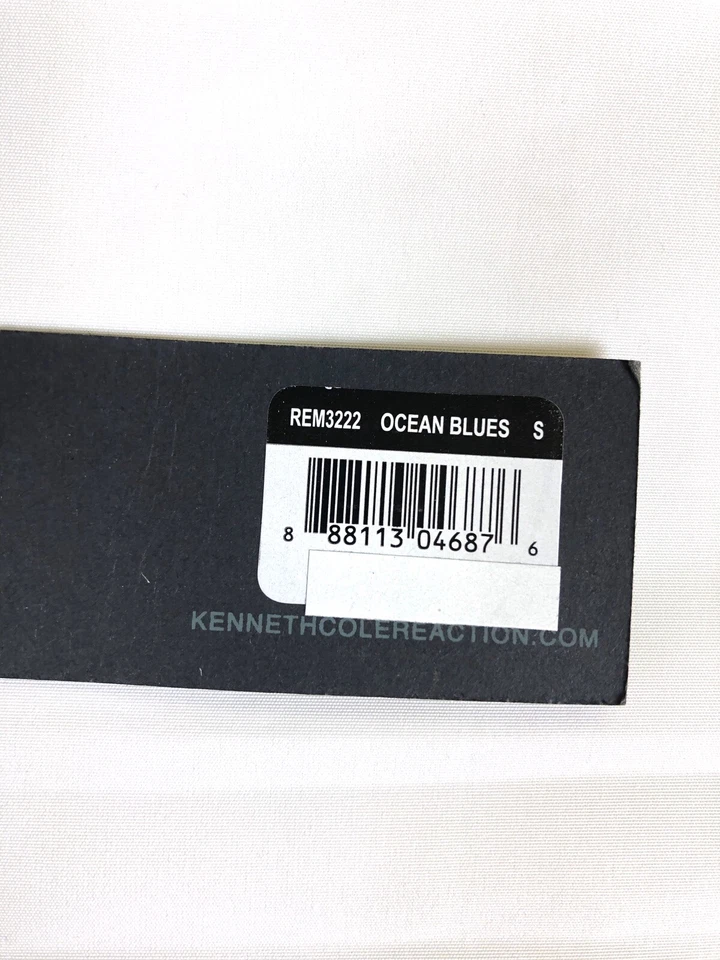 REM3222 OCEAN BLUES S
8 88113 04687 6
KENNETHCOLEREACTION.COM